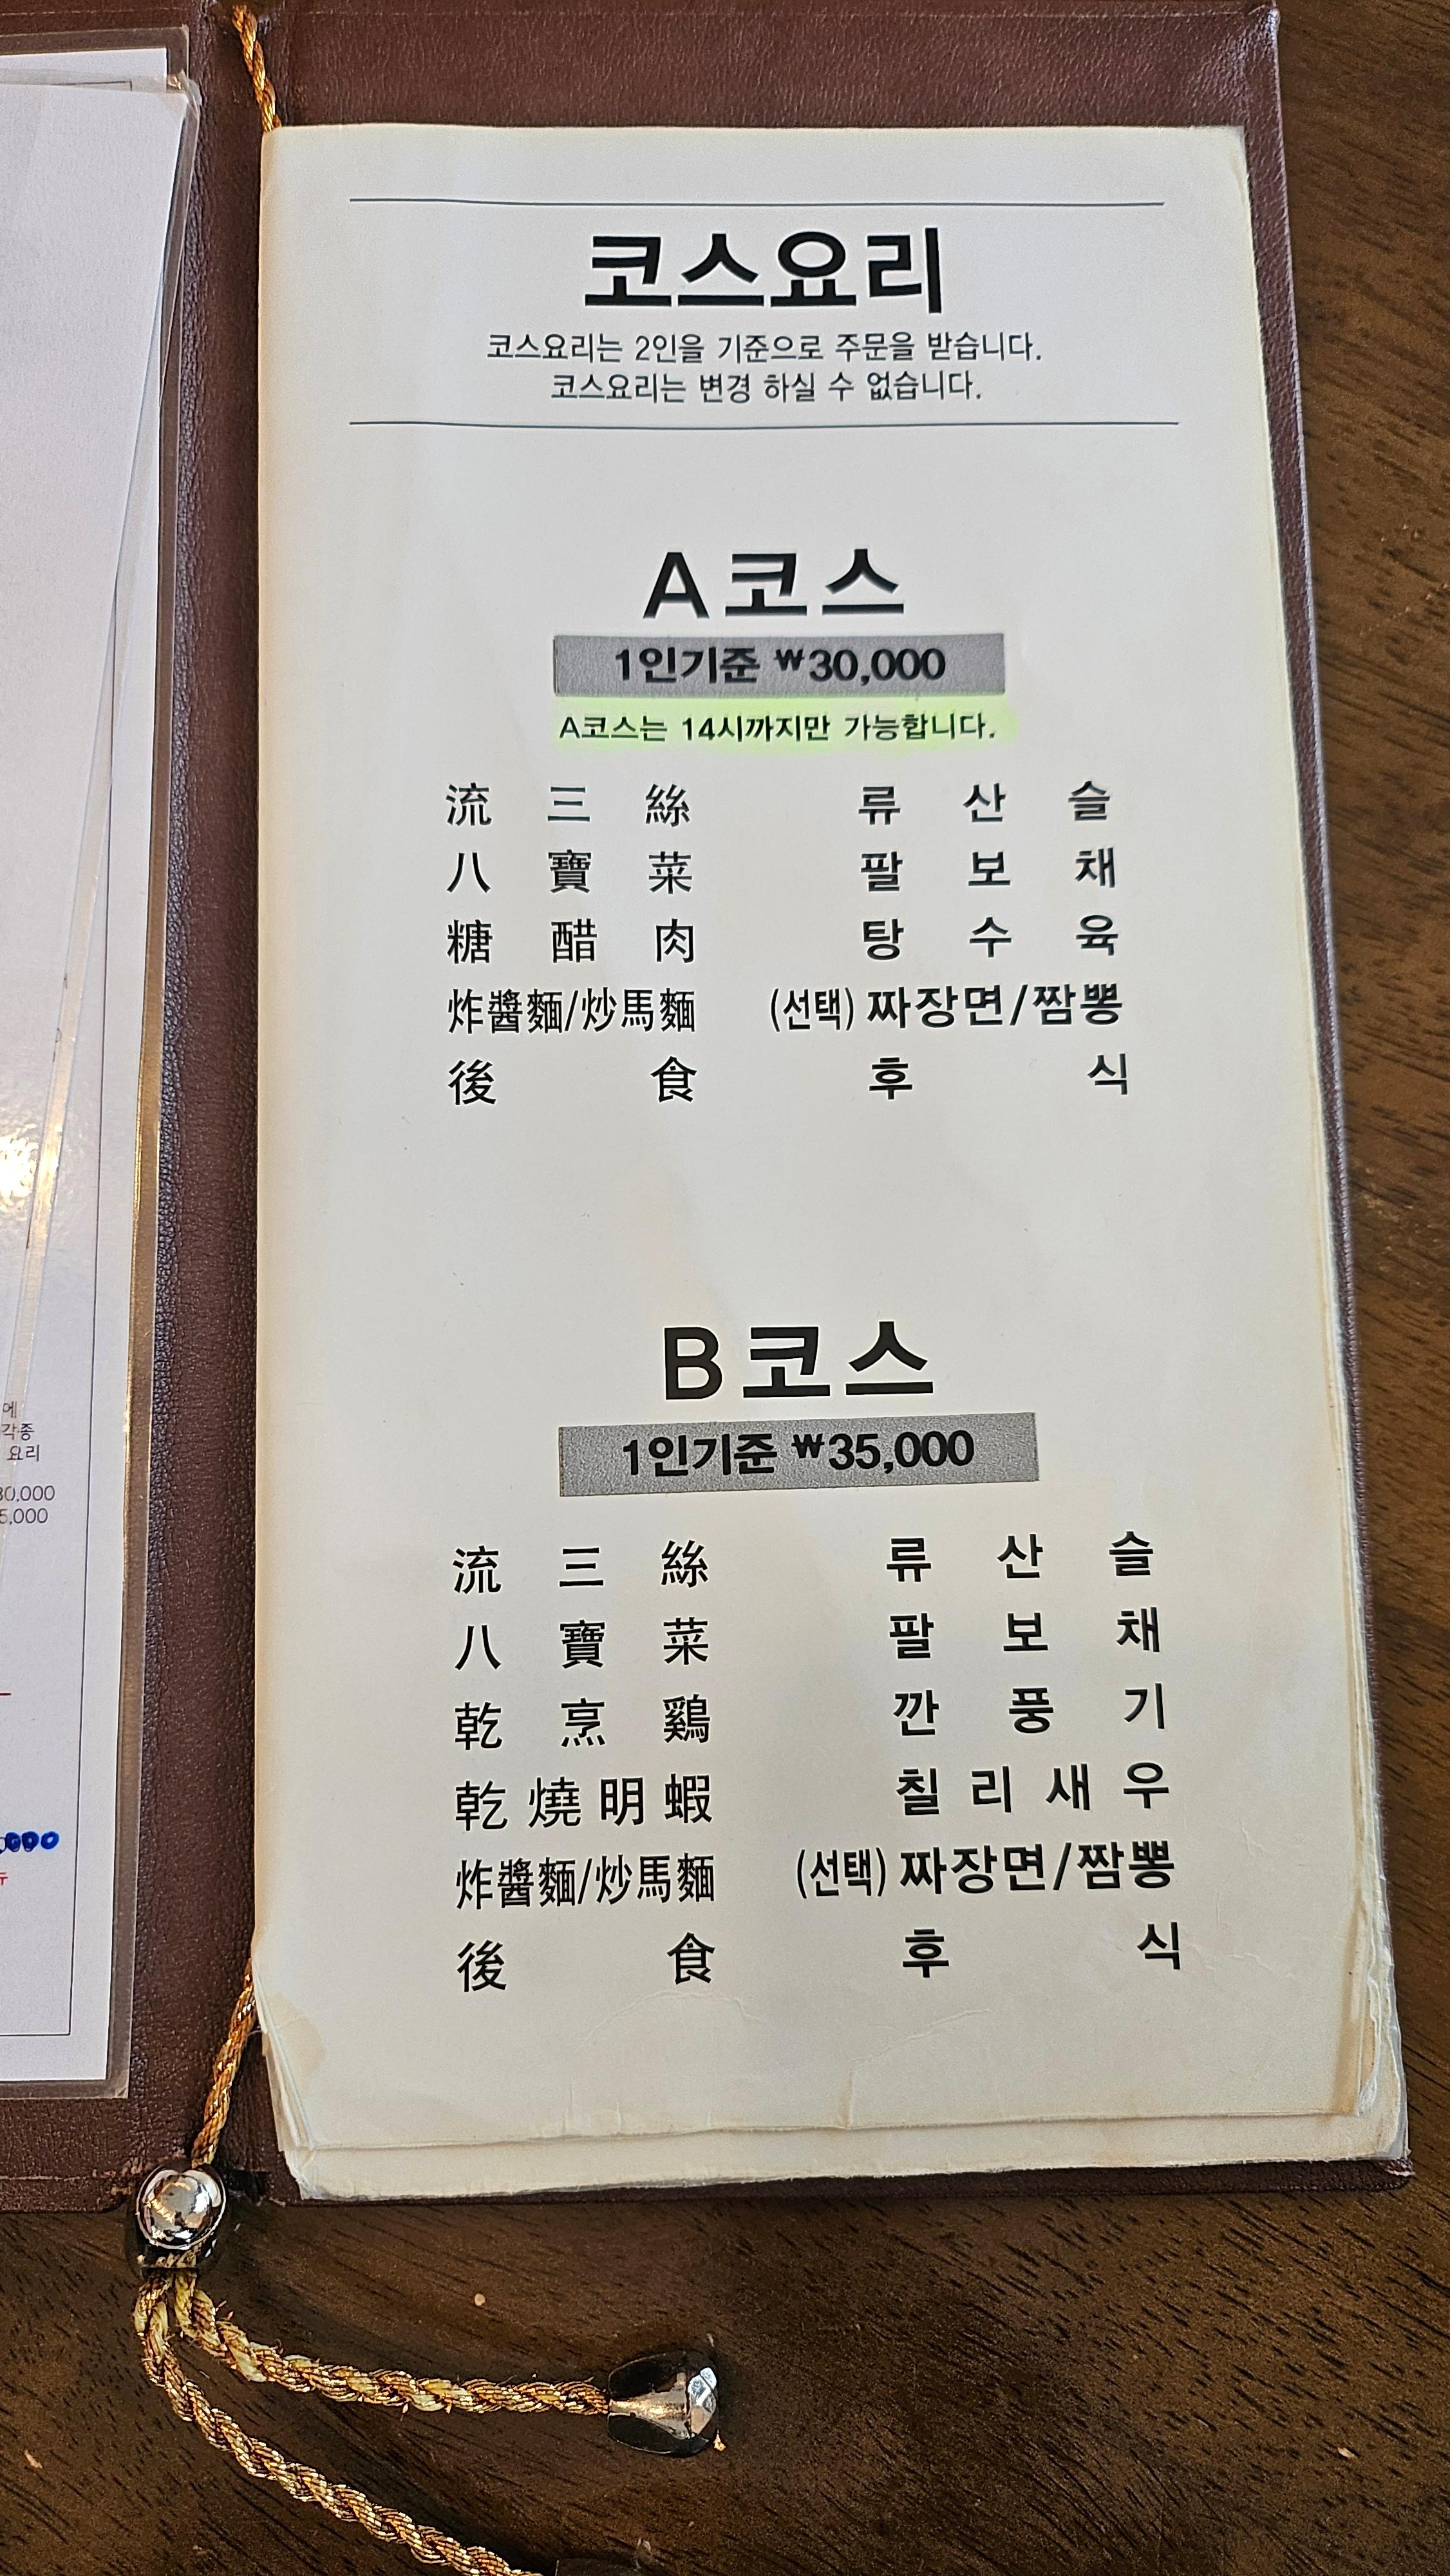 코스요리
코스요리는 2인을 기준으로 주문을 받습니다.
코스요리는 변경 하실 수 없습니다.
A 코스
1인기준 ₩30,000
A코스는 14시까지만 가능합니다.
流 三 絲 류 산 슬
八 寶 菜 팔 보 채
糖 醋 肉 탕 수 육
炸醬麵/炒馬麵 (선택) 짜장면/짬뽕
後 食 후 식
B 코스
1인기준 ₩35,000
流 三 絲 류 산 슬
八 寶 菜 팔 보 채
乾 烹 鷄 깐 풍 기
乾 燒 明 蝦 칠 리 새 우
炸醬麵/炒馬麵 (선택) 짜장면/짬뽕
後 食 후 식
에
각종
요리